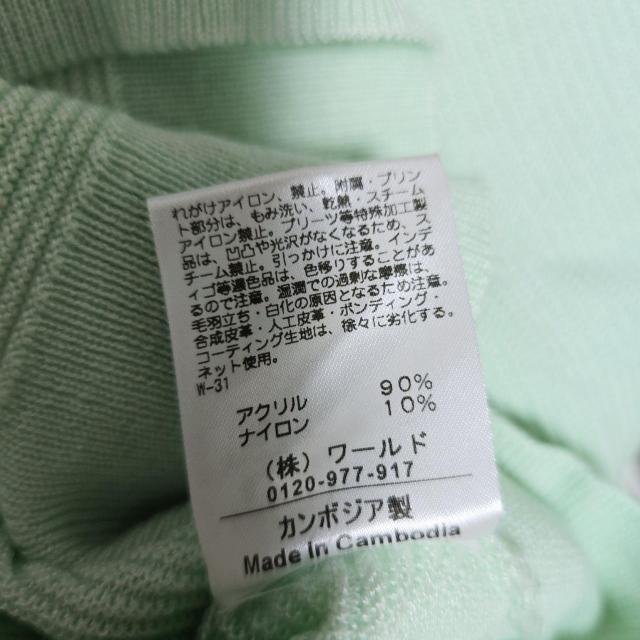 れがけアイロン、禁止。附属・プリン
ト部分は、もみ洗い、乾熱・スチーム
アイロン禁止。プリーツ等特殊加工製
品は、凹凸や光沢がなくなるため、ス
チーム禁止。引っかけに注意。インデ
ィゴ等濃色品は、色移りすることがあ
るので注意。湿潤での過剰な摩擦は、
毛羽立ち・白化の原因となるため注意。
合成皮革・人工皮革・ボンディング・
コーティング生地は、徐々にお化する。
ネット使用。
W-31
アクリル 90%
ナイロン 10%
(株) ワールド
0120-977-917
カンボジア製
Made In Cambodia